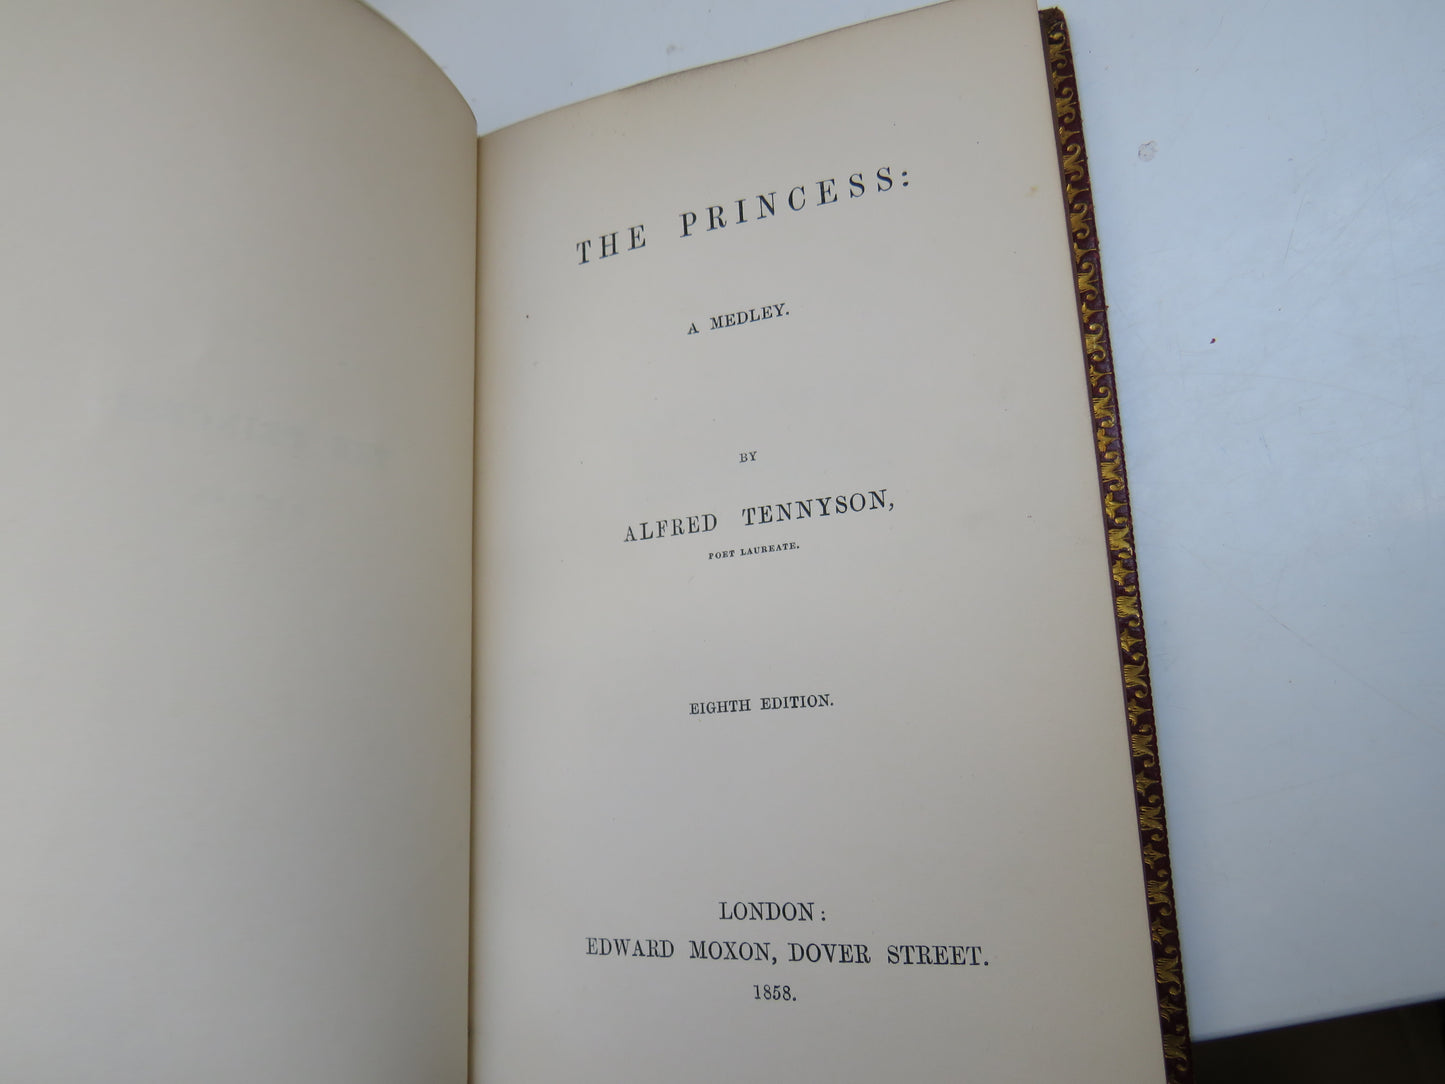 THE PRINCESS:
A MEDLEY.
BY
ALFRED TENNYSON,
POET LAUREATE.
EIGHTH EDITION.
LONDON:
EDWARD MOXON, DOVER STREET.
1858.